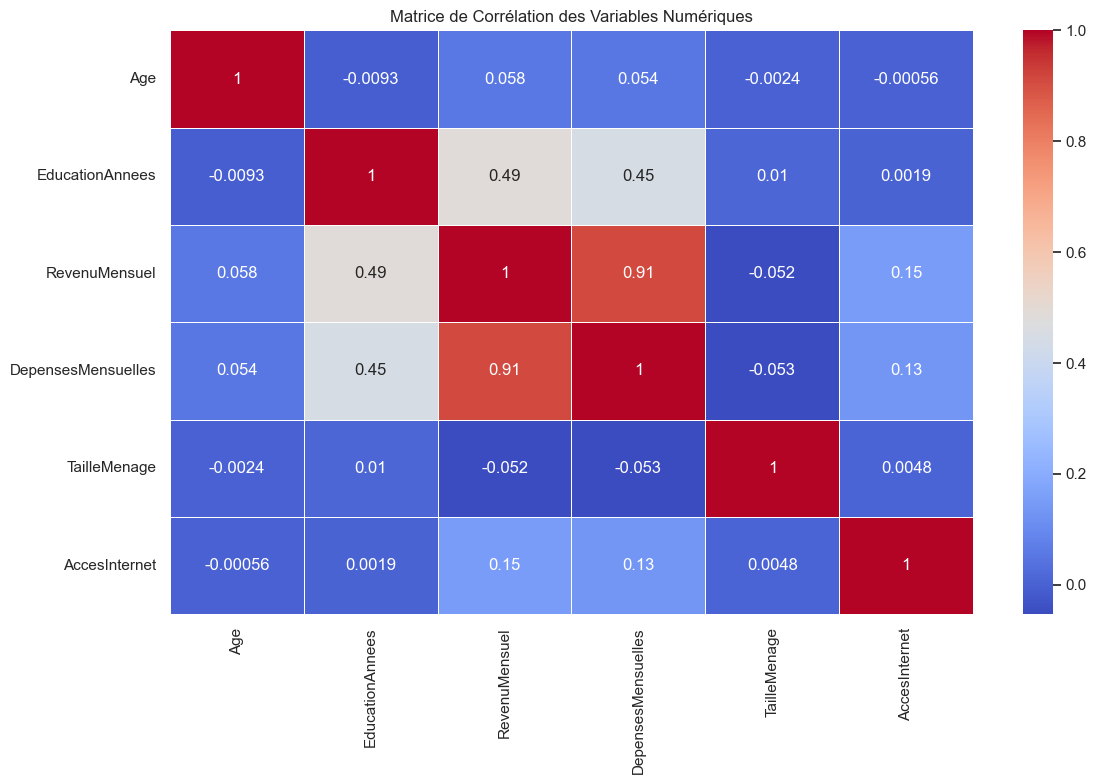 Matrice de Corrélation des Variables Numériques
Age 1 -0.0093 0.058 0.054 -0.0024 -0.00056
EducationAnnees -0.0093 1 0.49 0.45 0.01 0.0019
RevenuMensuel 0.058 0.49 1 0.91 -0.052 0.15
DepensesMensuelles 0.054 0.45 0.91 1 -0.053 0.13
TailleMenage -0.0024 0.01 -0.052 -0.053 1 0.0048
AccesInternet -0.00056 0.0019 0.15 0.13 0.0048 1
Age
EducationAnnees
RevenuMensuel
DepensesMensuelles
TailleMenage
AccesInternet
1.0
0.8
0.6
0.4
0.2
0.0